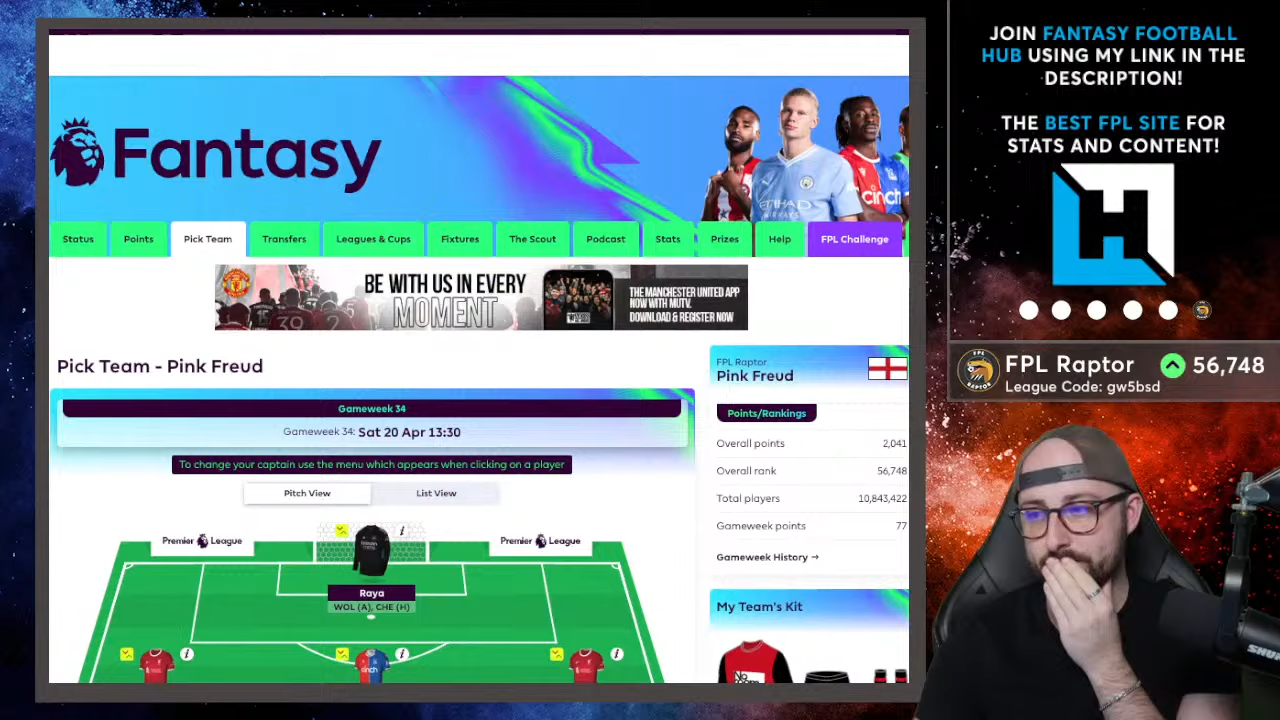 Fantasy
cinch
ETIHAD
AIRWAYS
Status
Points
Pick Team
Transfers
Leagues & Cups
Fixtures
The Scout
Podcast
Stats
Prizes
Help
FPL Challenge
BE WITH US IN EVERY
MOMENT
THE MANCHESTER UNITED APP
NOW WITH MUTV.
DOWNLOAD & REGISTER NOW
Pick Team - Pink Freud
Gameweek 34
Gameweek 34: Sat 20 Apr 13:30
To change your captain use the menu which appears when clicking on a player
Pitch View
List View
Premier League
Premier League
Raya
WOL (A), CHE (H)
cinch
FPL Raptor
Pink Freud
Points/Rankings
Overall points 2,041
Overall rank 56,748
Total players 10,843,422
Gameweek points 77
Gameweek History →
My Team's Kit
JOIN FANTASY FOOTBALL
HUB USING MY LINK IN THE
DESCRIPTION!
THE BEST FPL SITE FOR
STATS AND CONTENT!
FPL Raptor 56,748
League Code: gw5bsd